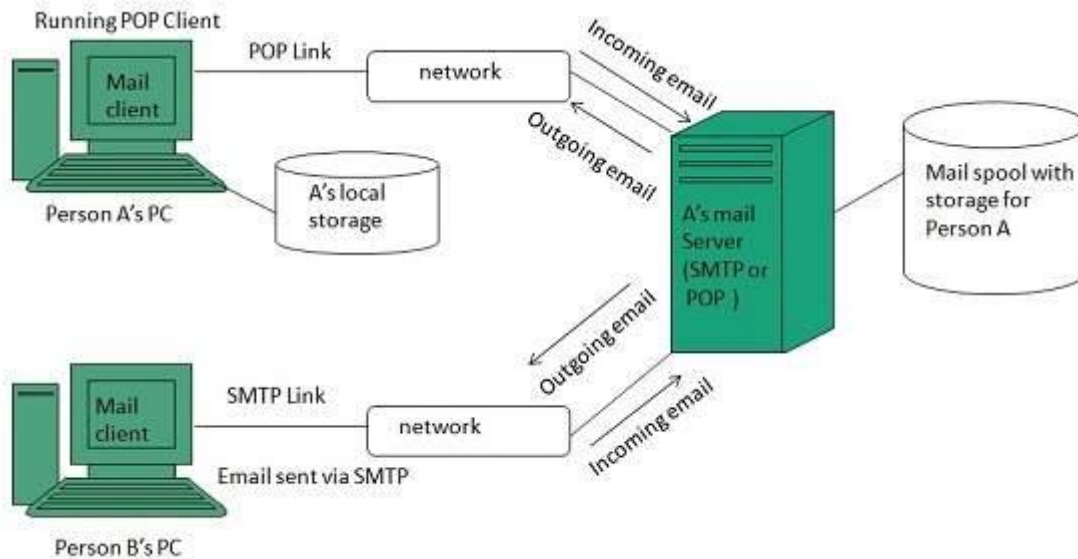 Running POP Client
Mail
client
POP Link
network
Incoming email
Outgoing email
A's local
storage
Person A's PC
A's mail
Server
(SMTP or
POP )
Mail spool with
storage for
Person A
Outgoing email
Incoming email
Mail
client
SMTP Link
network
Email sent via SMTP
Person B's PC